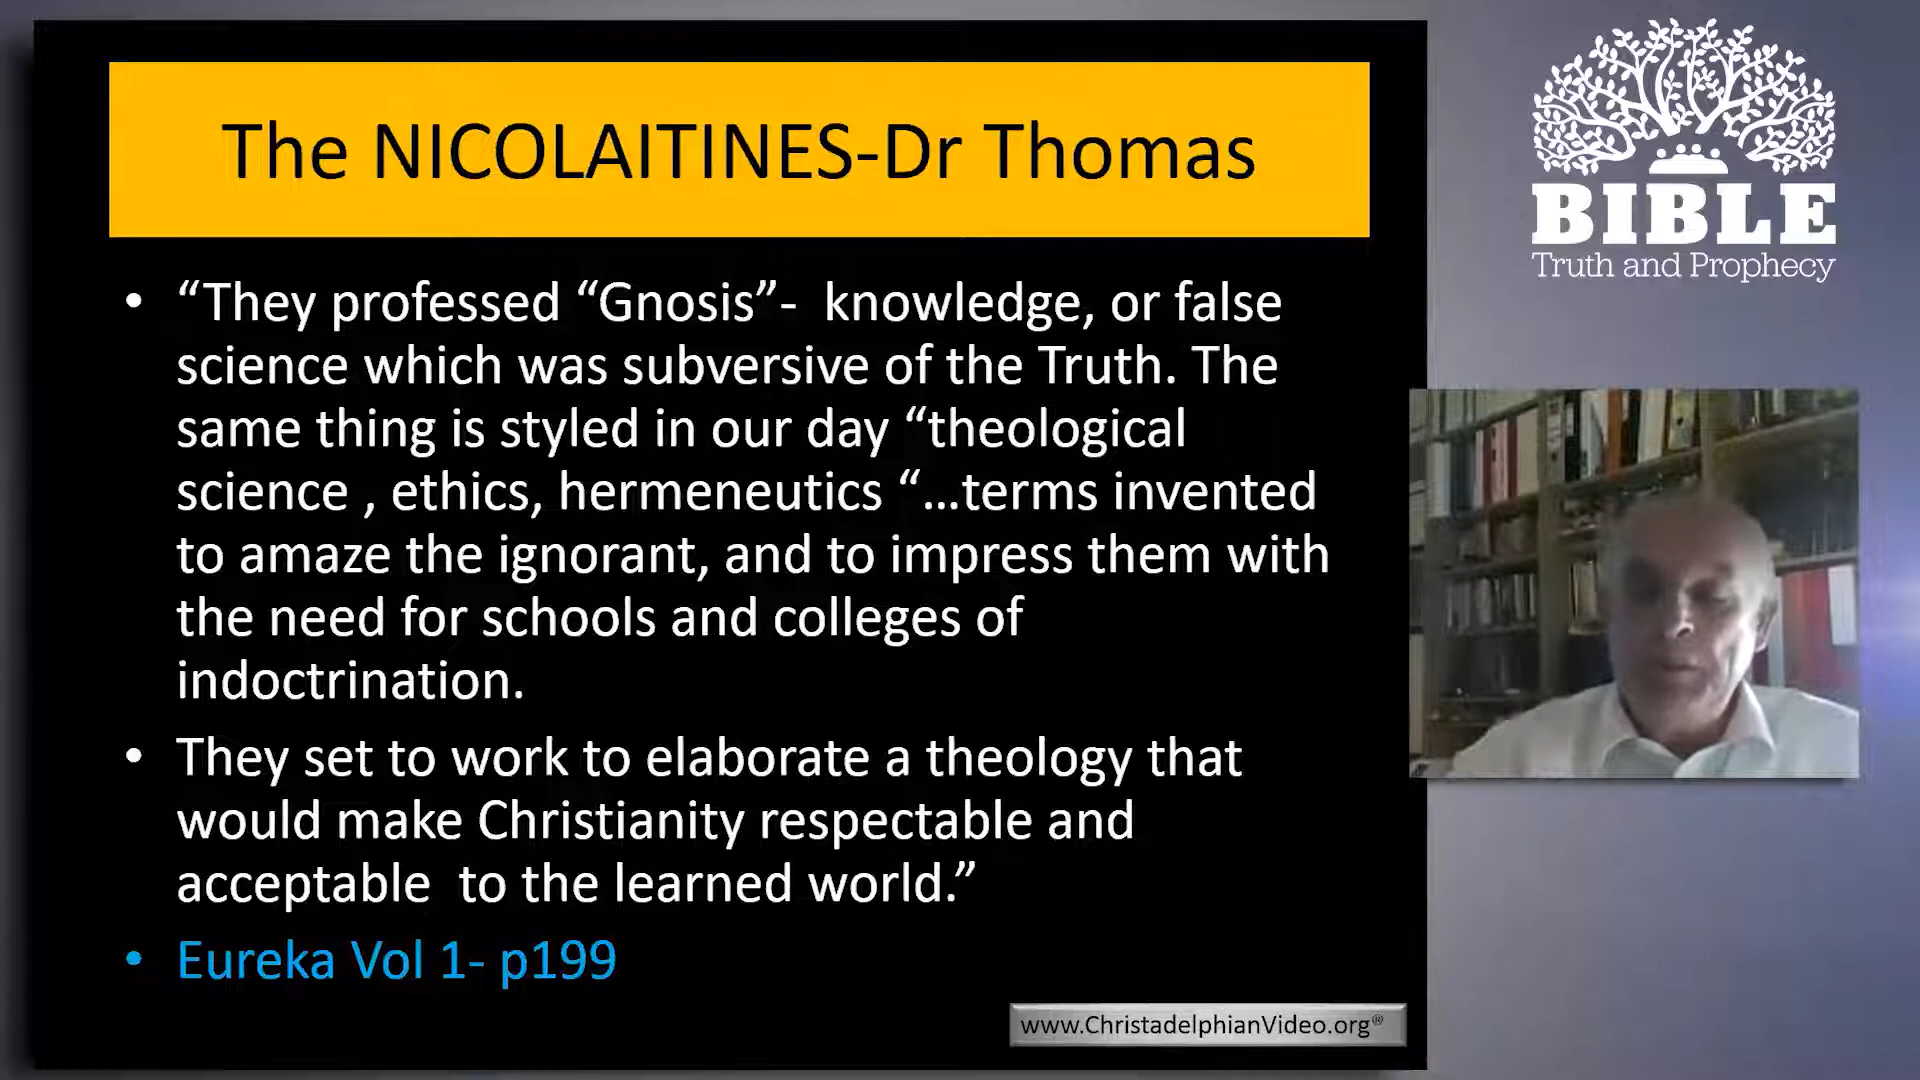 The NICOLAITINES-Dr Thomas
• “They professed “Gnosis”-  knowledge, or false
science which was subversive of the Truth. The
same thing is styled in our day “theological
science , ethics, hermeneutics “…terms invented
to amaze the ignorant, and to impress them with
the need for schools and colleges of
indoctrination.
• They set to work to elaborate a theology that
would make Christianity respectable and
acceptable  to the learned world.”
• Eureka Vol 1- p199
www.ChristadelphianVideo.org®
BIBLE
Truth and Prophecy